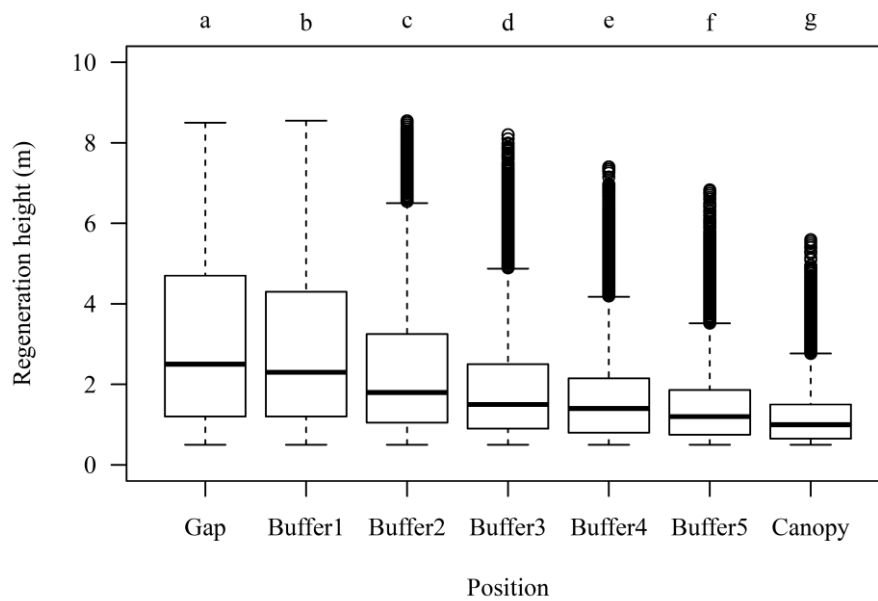 a b c d e f g
10
8
6
4
2
0
Regeneration height (m)
Gap Buffer1 Buffer2 Buffer3 Buffer4 Buffer5 Canopy
Position